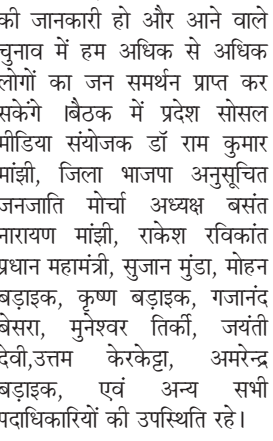 की जानकारी हो और आने वाले
चुनाव में हम अधिक से अधिक
लोगों का जन समर्थन प्राप्त कर
सकेंगे ।बैठक में प्रदेश सोसल
मीडिया संयोजक डॉ राम कुमार
मांझी, जिला भाजपा अनुसूचित
जनजाति मोर्चा अध्यक्ष बसंत
नारायण मांझी, राकेश रविकांत
प्रधान महामंत्री, सुजान मुंडा, मोहन
बड़ाइक, कृष्ण बड़ाइक, गजानंद
बेसरा, मुनेश्वर तिर्की, जयंती
देवी,उत्तम केरकेट्टा, अमरेन्द्र
बड़ाइक, एवं अन्य सभी
पदाधिकारियों की उपस्थिति रहे।